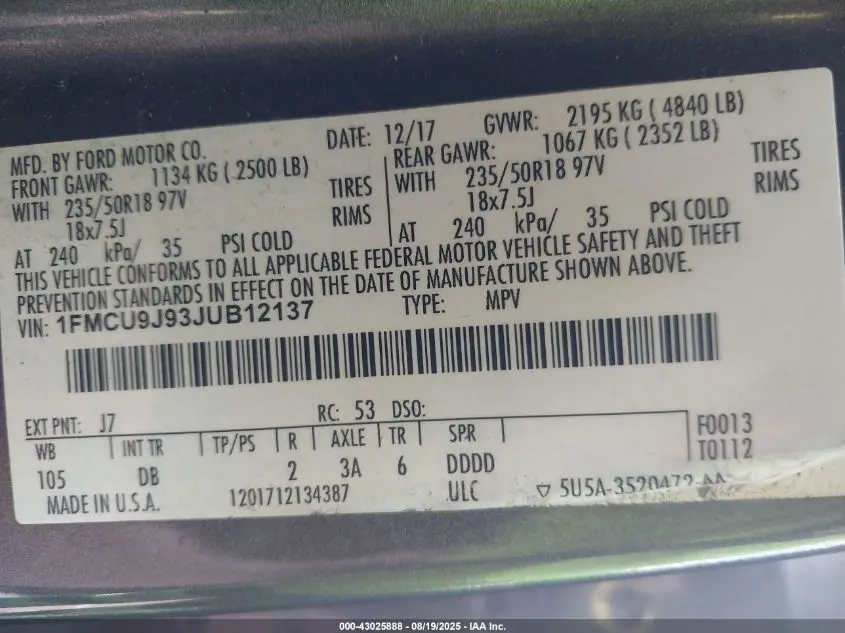 MFD. BY FORD MOTOR CO.
DATE: 12/17 GVWR: 2195 KG ( 4840 LB)
FRONT GAWR: 1134 KG ( 2500 LB)
WITH 235/50R18 97V TIRES
18x7.5J RIMS
AT 240 kPa/ 35 PSI COLD
REAR GAWR: 1067 KG ( 2352 LB)
WITH 235/50R18 97V TIRES
18x7.5J RIMS
AT 240 kPa/ 35 PSI COLD
THIS VEHICLE CONFORMS TO ALL APPLICABLE FEDERAL MOTOR VEHICLE SAFETY AND THEFT
PREVENTION STANDARDS IN EFFECT ON THE DATE OF MANUFACTURE SHOWN ABOVE.
VIN: 1FMCU9J93JUB12137 TYPE: MPV
EXT PNT: J7 RC: 53 DSO:
WB INT TR TP/PS R AXLE TR SPR
105 DB 2 3A 6 DDDD
F0013
T0112
MADE IN U.S.A. 1201712134387 ULC ▽ 5U5A-3520472-AA
000-43025888 - 08/19/2025 - IAA Inc.